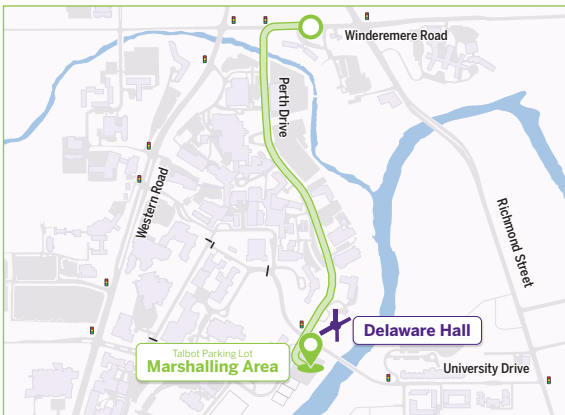 Winderemere Road
Perth Drive
Western Road
Richmond Street
Delaware Hall
Talbot Parking Lot
Marshalling Area
University Drive